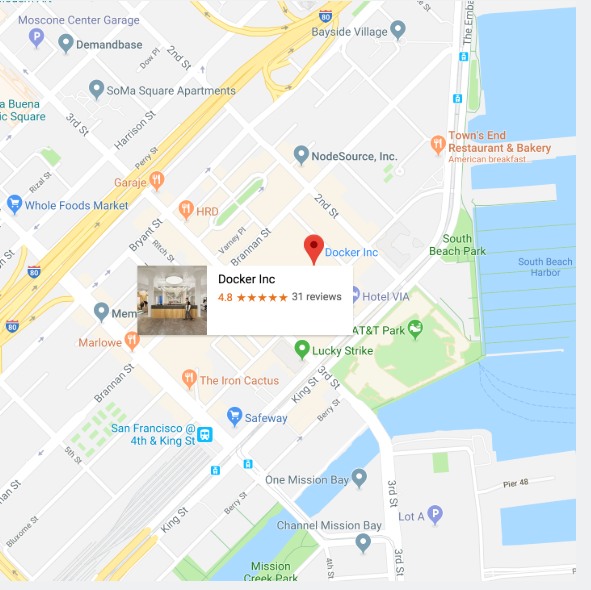 Moscone Center Garage
Demandbase
80
Bayside Village
The Emba
2nd St
Dow Pl
SoMa Square Apartments
a Buena
ic Square
3rd St
Harrison St
Perry St
Town's End
Restaurant & Bakery
American breakfast
NodeSource, Inc.
Rizal St
Garaje
Whole Foods Market
HRD
2nd St
Bryant St
Varney Pl
Ritch St
Brannan St
Docker Inc
South
Beach Park
South Beach
Harbor
80
Docker Inc
4.8 ★★★★★ 31 reviews
Hotel VIA
Mem
80
AT&T Park
Marlowe
Lucky Strike
The Iron Cactus
3rd St
King St
Brannan St
Berry St
Safeway
San Francisco @
4th & King St
5th St
One Mission Bay
3rd St
Pier 48
Bluxome St
Berry St
King St
Channel Mission Bay
Lot A
3rd St
4th St
Mission
Creek Park